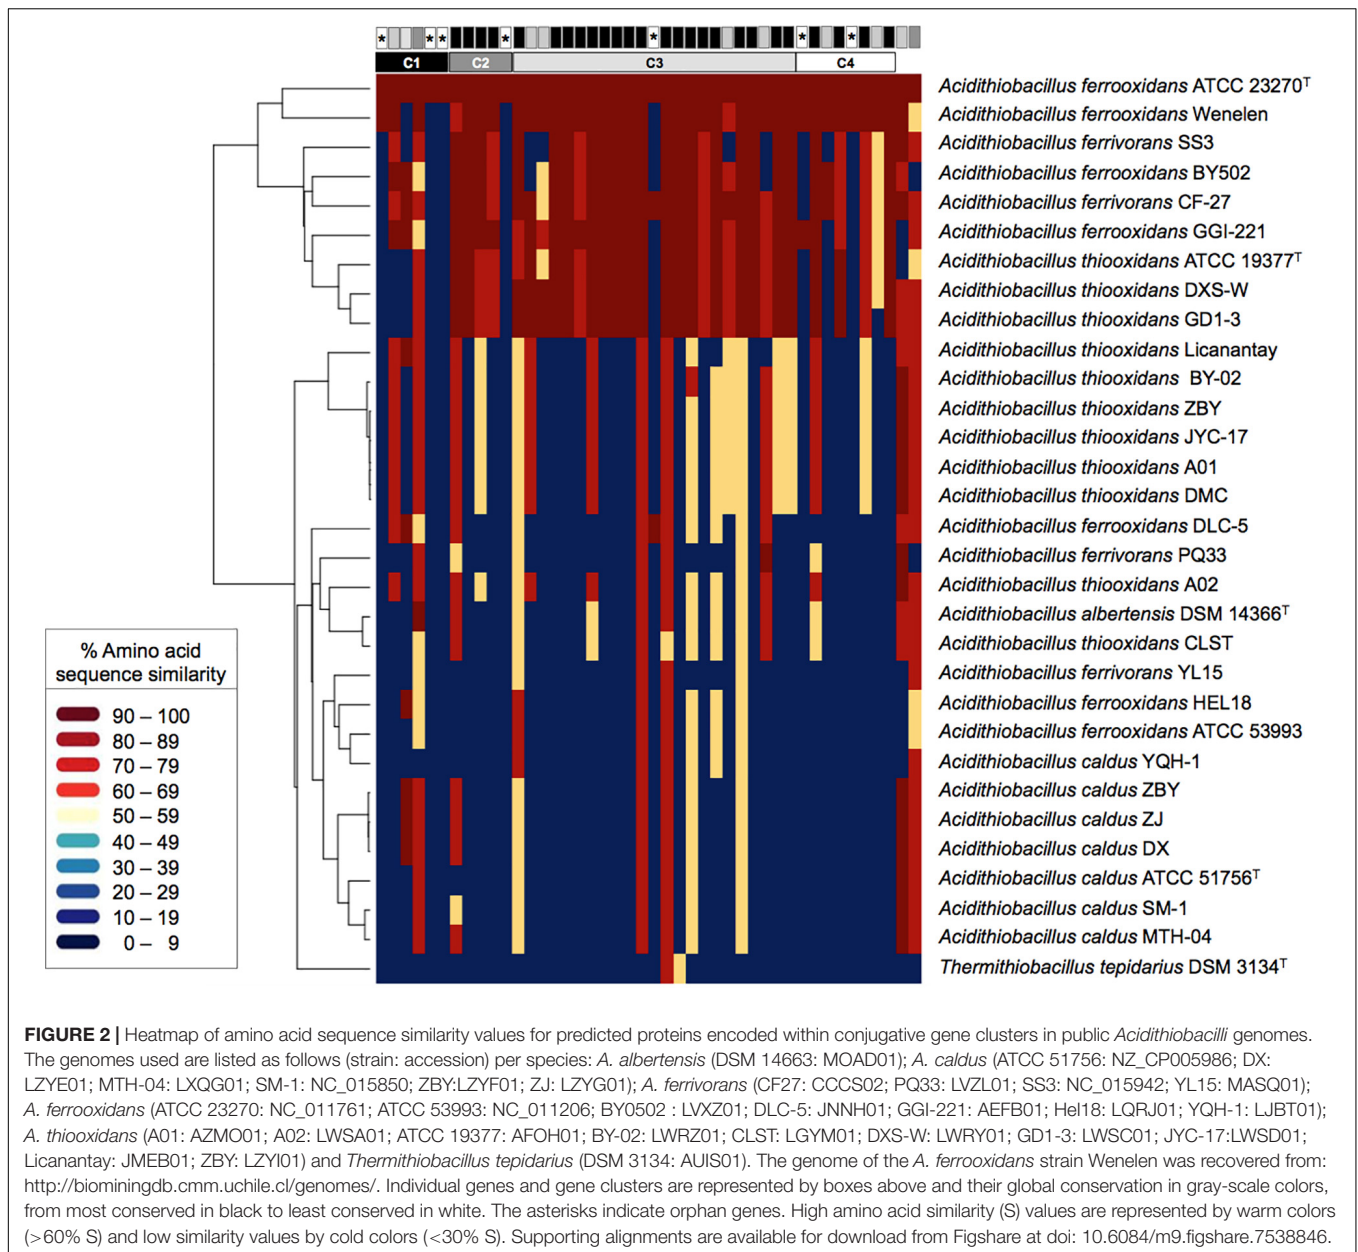 * * * * * * *
C1 C2 C3 C4
Acidithiobacillus ferrooxidans ATCC 23270T
Acidithiobacillus ferrooxidans Wenelen
Acidithiobacillus ferrivorans SS3
Acidithiobacillus ferrooxidans BY502
Acidithiobacillus ferrivorans CF-27
Acidithiobacillus ferrooxidans GGI-221
Acidithiobacillus thiooxidans ATCC 19377T
Acidithiobacillus thiooxidans DXS-W
Acidithiobacillus thiooxidans GD1-3
Acidithiobacillus thiooxidans Licanantay
Acidithiobacillus thiooxidans BY-02
Acidithiobacillus thiooxidans ZBY
Acidithiobacillus thiooxidans JYC-17
Acidithiobacillus thiooxidans A01
Acidithiobacillus thiooxidans DMC
Acidithiobacillus ferrooxidans DLC-5
Acidithiobacillus ferrivorans PQ33
Acidithiobacillus thiooxidans A02
Acidithiobacillus albertensis DSM 14366T
Acidithiobacillus thiooxidans CLST
Acidithiobacillus ferrivorans YL15
Acidithiobacillus ferrooxidans HEL18
Acidithiobacillus ferrooxidans ATCC 53993
Acidithiobacillus caldus YQH-1
Acidithiobacillus caldus ZBY
Acidithiobacillus caldus ZJ
Acidithiobacillus caldus DX
Acidithiobacillus caldus ATCC 51756T
Acidithiobacillus caldus SM-1
Acidithiobacillus caldus MTH-04
Thermithiobacillus tepidarius DSM 3134T
% Amino acid
sequence similarity
90 – 100
80 – 89
70 – 79
60 – 69
50 – 59
40 – 49
30 – 39
20 – 29
10 – 19
0 – 9
FIGURE 2 | Heatmap of amino acid sequence similarity values for predicted proteins encoded within conjugative gene clusters in public Acidithiobacilli genomes.
The genomes used are listed as follows (strain: accession) per species: A. albertensis (DSM 14663: MOAD01); A. caldus (ATCC 51756: NZ_CP005986; DX:
LZYE01; MTH-04: LXQG01; SM-1: NC_015850; ZBY:LZYF01; ZJ: LZYG01); A. ferrivorans (CF27: CCCS02; PQ33: LVZL01; SS3: NC_015942; YL15: MASQ01);
A. ferrooxidans (ATCC 23270: NC_011761; ATCC 53993: NC_011206; BY0502 : LVXZ01; DLC-5: JNNH01; GGI-221: AEFB01; Hel18: LQRJ01; YQH-1: LJBT01);
A. thiooxidans (A01: AZMO01; A02: LWSA01; ATCC 19377: AFOH01; BY-02: LWRZ01; CLST: LGYM01; DXS-W: LWRY01; GD1-3: LWSC01; JYC-17:LWSD01;
Licanantay: JMEB01; ZBY: LZYI01) and Thermithiobacillus tepidarius (DSM 3134: AUIS01). The genome of the A. ferrooxidans strain Wenelen was recovered from:
http://biominingdb.cmm.uchile.cl/genomes/. Individual genes and gene clusters are represented by boxes above and their global conservation in gray-scale colors,
from most conserved in black to least conserved in white. The asterisks indicate orphan genes. High amino acid similarity (S) values are represented by warm colors
(>60% S) and low similarity values by cold colors (<30% S). Supporting alignments are available for download from Figshare at doi: 10.6084/m9.figshare.7538846.